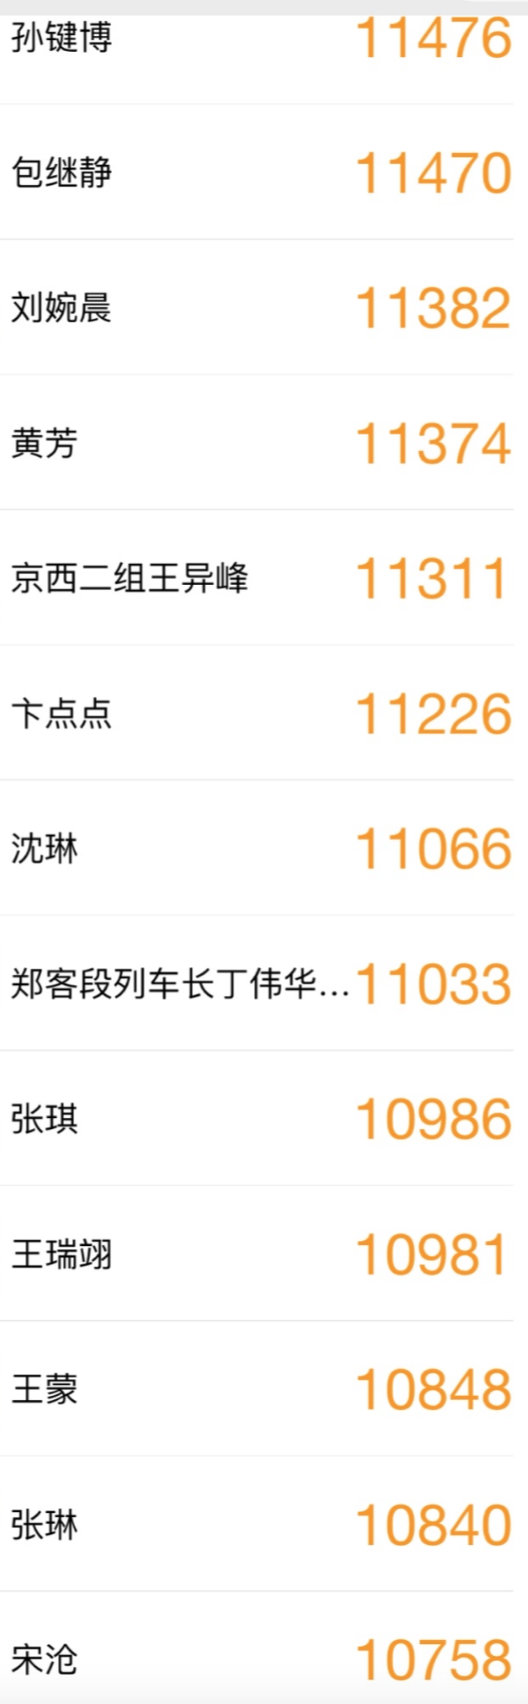 孙键博 11476
包继静 11470
刘婉晨 11382
黄芳 11374
京西二组王异峰 11311
卞点点 11226
沈琳 11066
郑客段列车长丁伟华... 11033
张琪 10986
王瑞翊 10981
王蒙 10848
张琳 10840
宋沧 10758